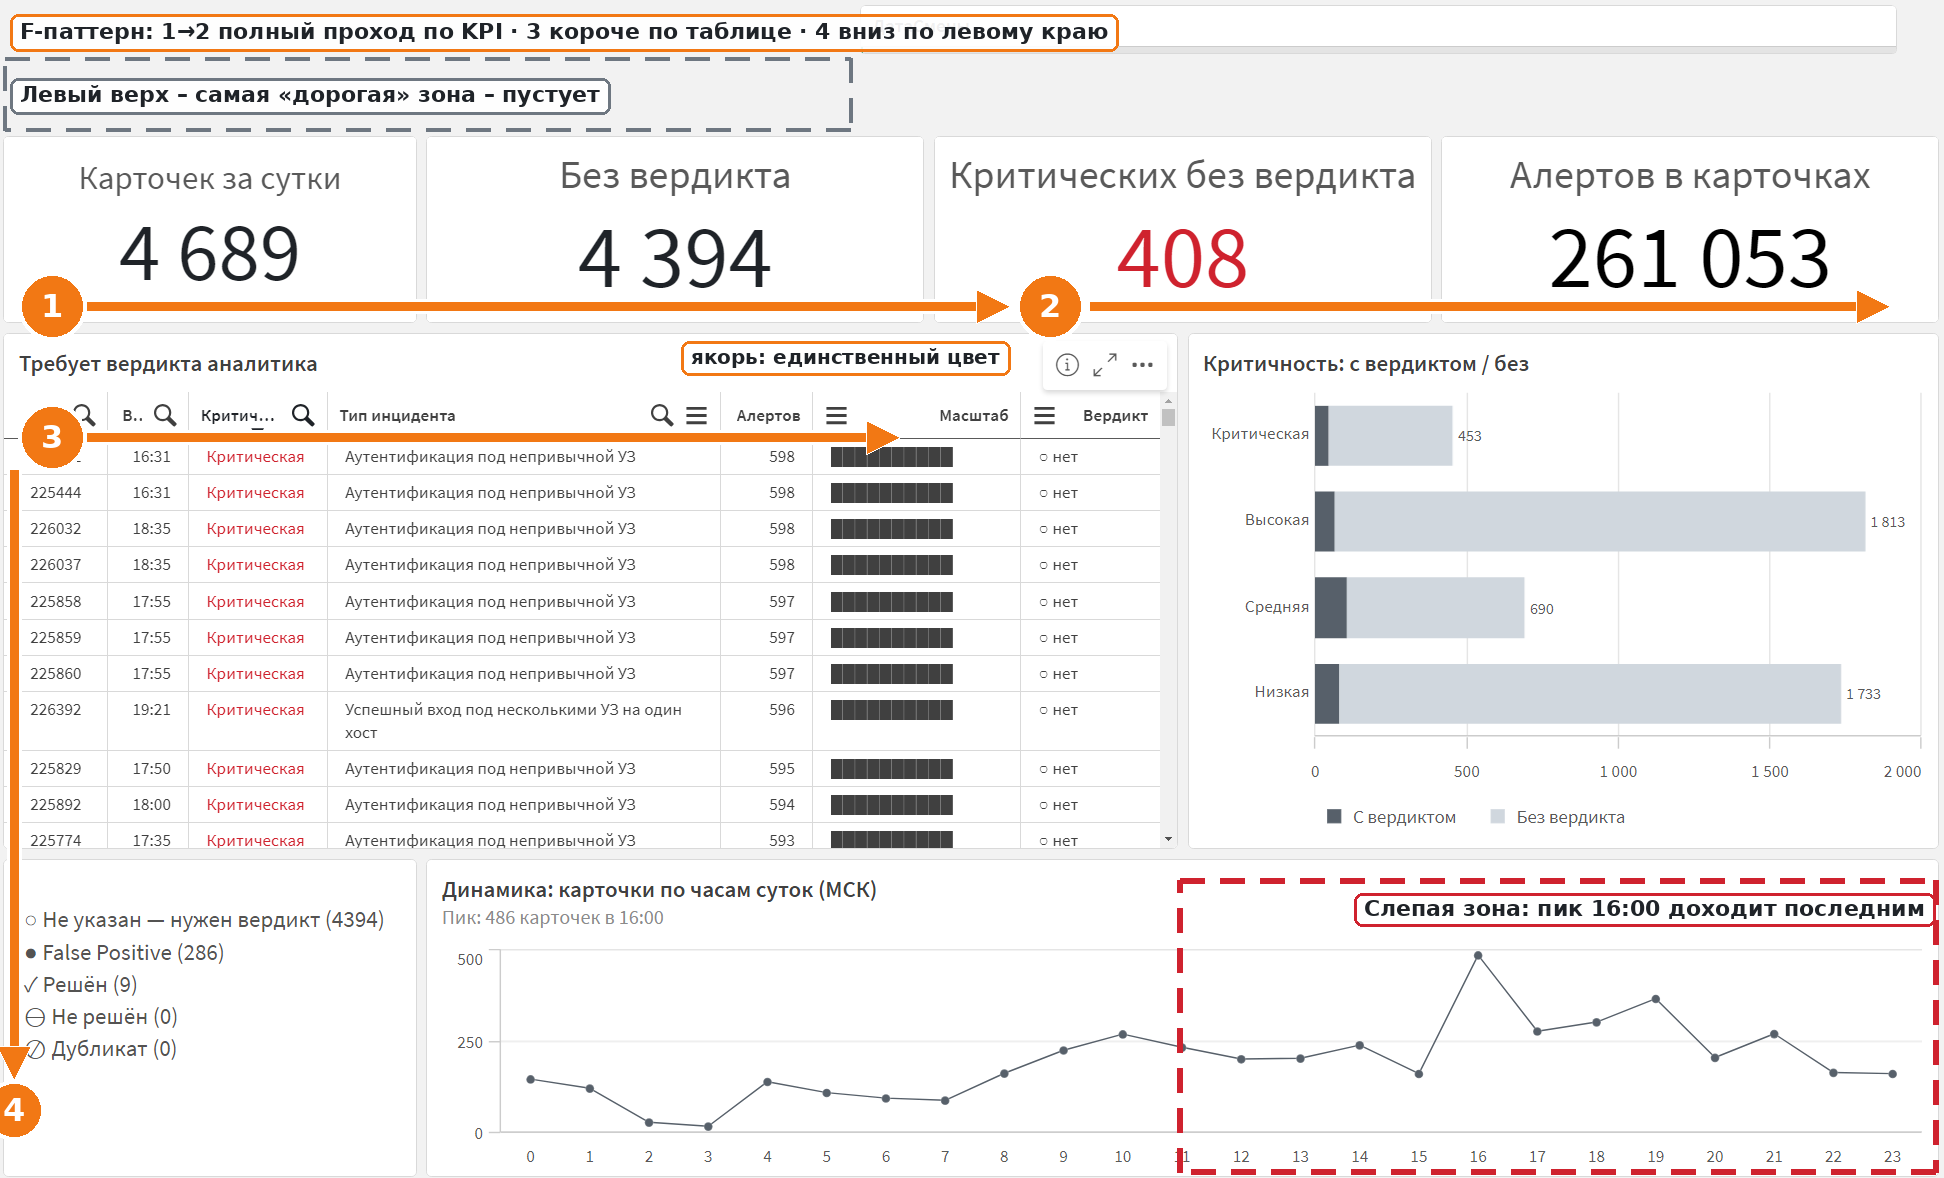 F-паттерн: 1→2 полный проход по KPI · 3 короче по таблице · 4 вниз по левому краю
Левый верх – самая «дорогая» зона – пустует
Карточек за сутки
4 689
Без вердикта
4 394
Критических без вердикта
408
Алертов в карточках
261 053
1
2
Требует вердикта аналитика
якорь: единственный цвет
В.. Критич... Тип инцидента Алертов Масштаб Вердикт
3
16:31 Критическая Аутентификация под непривычной УЗ 598 ○ нет
225444 16:31 Критическая Аутентификация под непривычной УЗ 598 ○ нет
226032 18:35 Критическая Аутентификация под непривычной УЗ 598 ○ нет
226037 18:35 Критическая Аутентификация под непривычной УЗ 598 ○ нет
225858 17:55 Критическая Аутентификация под непривычной УЗ 597 ○ нет
225859 17:55 Критическая Аутентификация под непривычной УЗ 597 ○ нет
225860 17:55 Критическая Аутентификация под непривычной УЗ 597 ○ нет
226392 19:21 Критическая Успешный вход под несколькими УЗ на один 596 ○ нет
хост
225829 17:50 Критическая Аутентификация под непривычной УЗ 595 ○ нет
225892 18:00 Критическая Аутентификация под непривычной УЗ 594 ○ нет
225774 17:35 Критическая Аутентификация под непривычной УЗ 593 ○ нет
Критичность: с вердиктом / без
Критическая 453
Высокая 1 813
Средняя 690
Низкая 1 733
0 500 1 000 1 500 2 000
С вердиктом Без вердикта
○ Не указан — нужен вердикт (4394)
● False Positive (286)
✓ Решён (9)
⊖ Не решён (0)
⊘ Дубликат (0)
4
Динамика: карточки по часам суток (МСК)
Пик: 486 карточек в 16:00
Слепая зона: пик 16:00 доходит последним
500
250
0
0 1 2 3 4 5 6 7 8 9 10 11 12 13 14 15 16 17 18 19 20 21 22 23